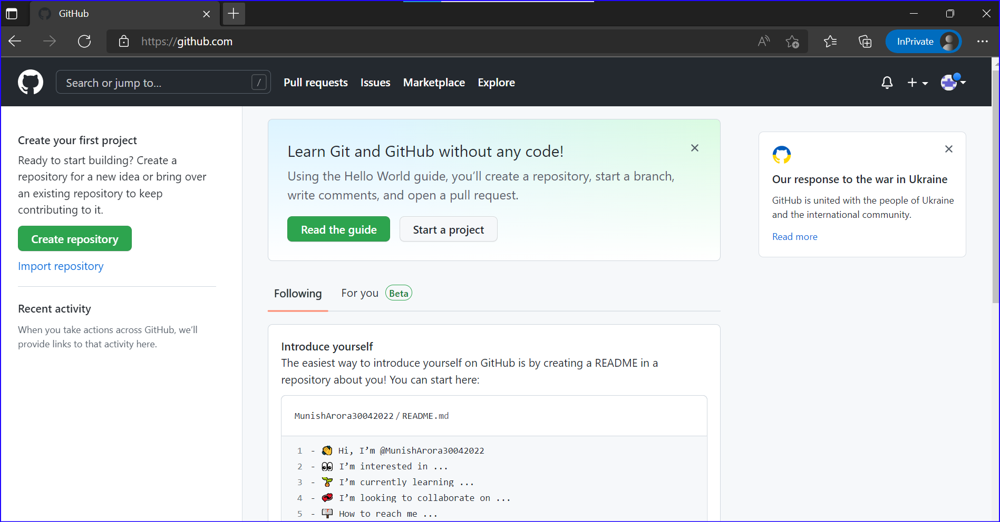 GitHub
https://github.com
InPrivate
Search or jump to...
/
Pull requests
Issues
Marketplace
Explore
Create your first project
Ready to start building? Create a
repository for a new idea or bring over
an existing repository to keep
contributing to it.
Create repository
Import repository
Recent activity
When you take actions across GitHub, we’ll
provide links to that activity here.
Learn Git and GitHub without any code!
Using the Hello World guide, you’ll create a repository, start a branch,
write comments, and open a pull request.
Read the guide
Start a project
Following
For you
Beta
Introduce yourself
The easiest way to introduce yourself on GitHub is by creating a README in a
repository about you! You can start here:
MunishArora30042022 / README.md
1 - 👋 Hi, I’m @MunishArora30042022
2 - 👀 I’m interested in ...
3 - 🌱 I’m currently learning ...
4 - 💞️ I’m looking to collaborate on ...
5 - 📫 How to reach me ...
Our response to the war in Ukraine
GitHub is united with the people of Ukraine
and the international community.
Read more